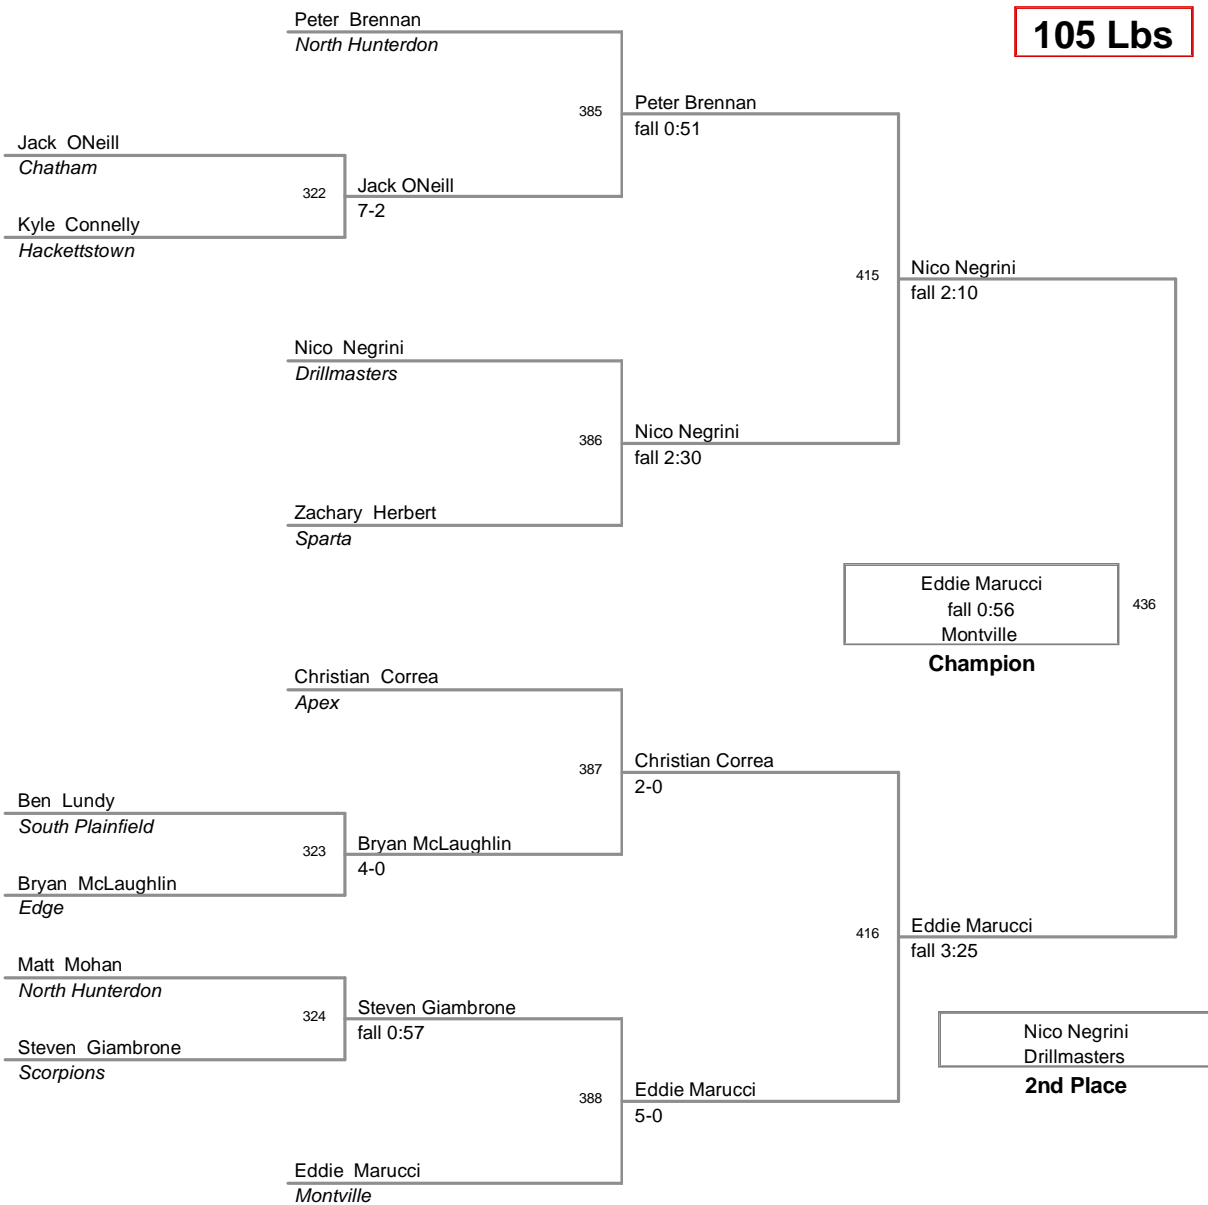 Peter Brennan
North Hunterdon
105 Lbs
385
Peter Brennan
fall 0:51
Jack ONeill
Chatham
322
Jack ONeill
7-2
Kyle Connelly
Hackettstown
415
Nico Negrini
fall 2:10
Nico Negrini
Drillmasters
386
Nico Negrini
fall 2:30
Zachary Herbert
Sparta
Eddie Marucci
fall 0:56
Montville
436
Champion
Christian Correa
Apex
387
Christian Correa
2-0
Ben Lundy
South Plainfield
323
Bryan McLaughlin
4-0
Bryan McLaughlin
Edge
416
Eddie Marucci
fall 3:25
Matt Mohan
North Hunterdon
324
Steven Giambrone
fall 0:57
Steven Giambrone
Scorpions
Nico Negrini
Drillmasters
2nd Place
388
Eddie Marucci
5-0
Eddie Marucci
Montville